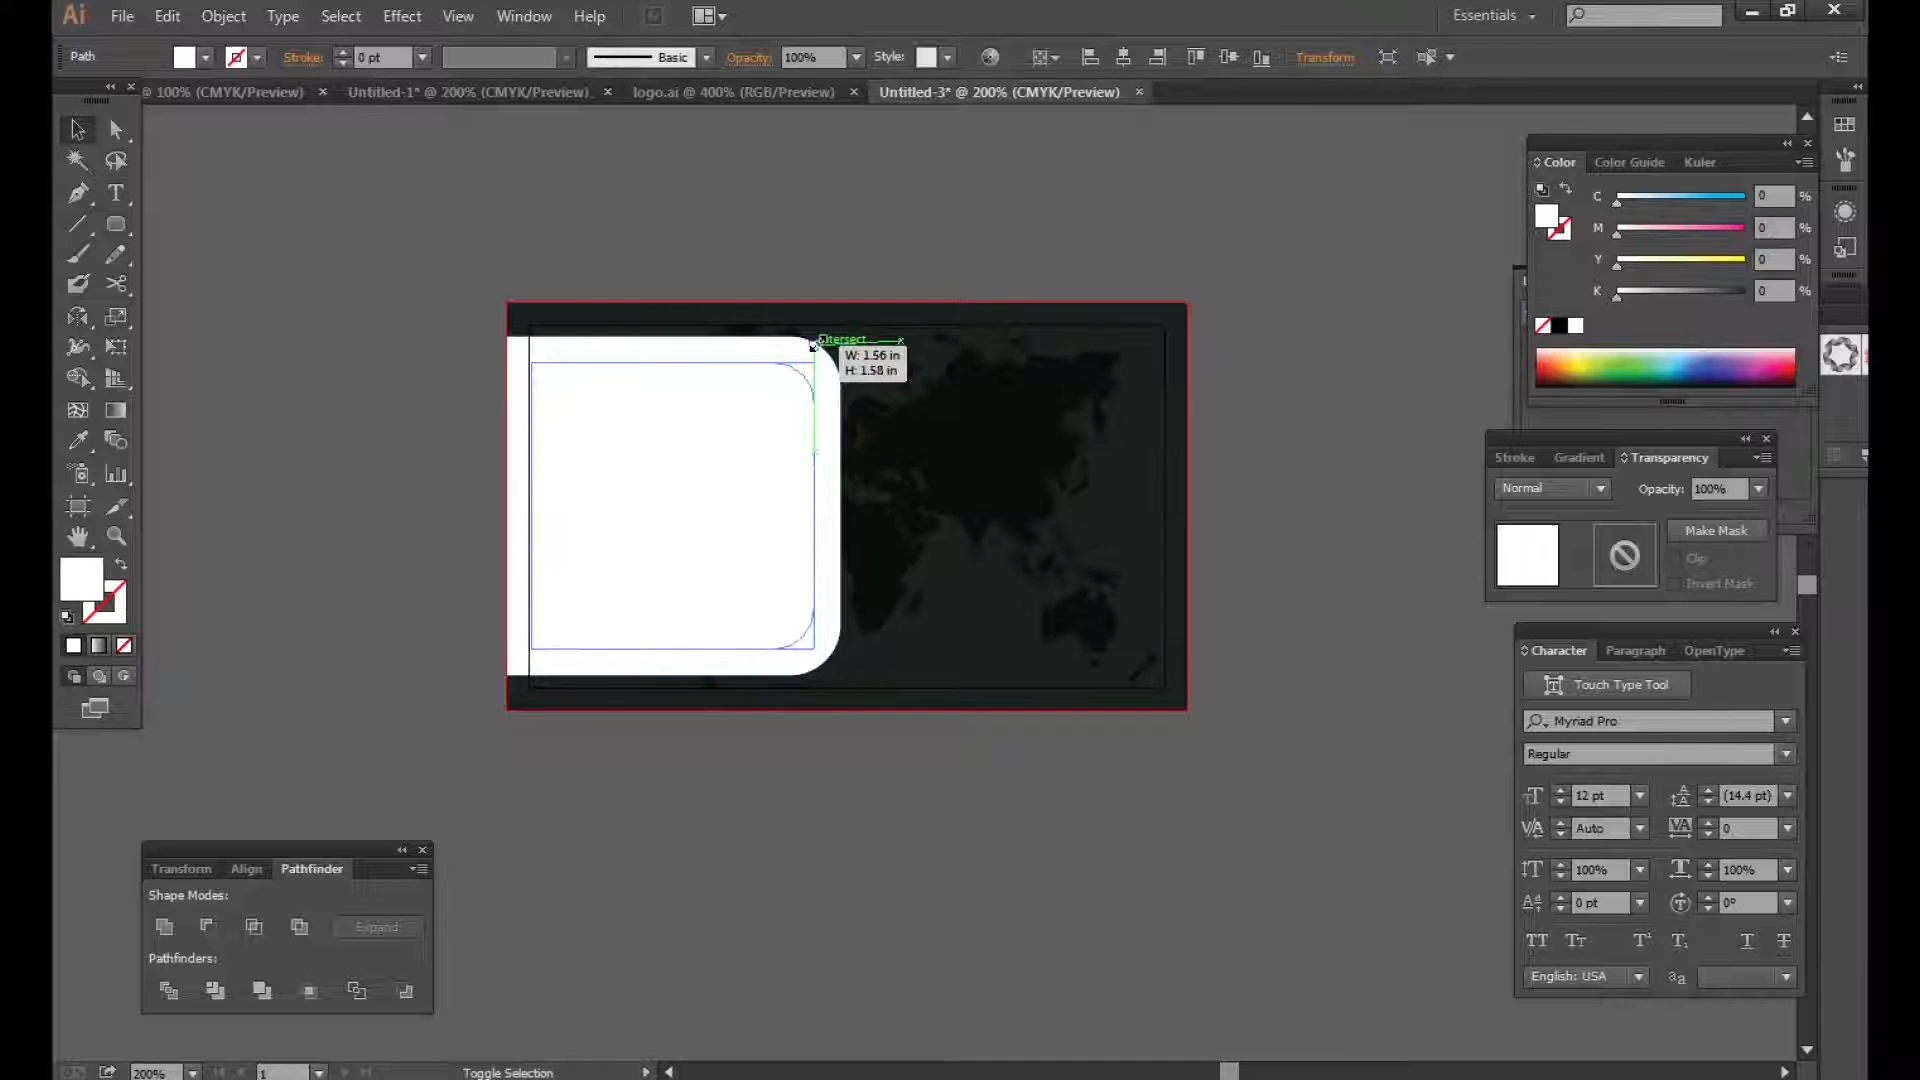 Ai File Edit Object Type Select Effect View Window Help Essentials
Path Stroke: 0 pt Basic Opacity: 100% Style: Transform
@ 100% (CMYK/Preview) × Untitled-1* @ 200% (CMYK/Preview) × logo.ai @ 400% (RGB/Preview) × Untitled-3* @ 200% (CMYK/Preview) ×
Color Color Guide Kuler
C 0 %
M 0 %
Y 0 %
K 0 %
W: 1.56 in
H: 1.58 in
Stroke Gradient Transparency
Normal Opacity: 100%
Make Mask
Clip
Invert Mask
Character Paragraph OpenType
Touch Type Tool
Myriad Pro
Regular
12 pt (14.4 pt)
Auto 0
100% 100%
0 pt 0°
English: USA
Transform Align Pathfinder
Shape Modes:
Expand
Pathfinders:
200% 1 Toggle Selection